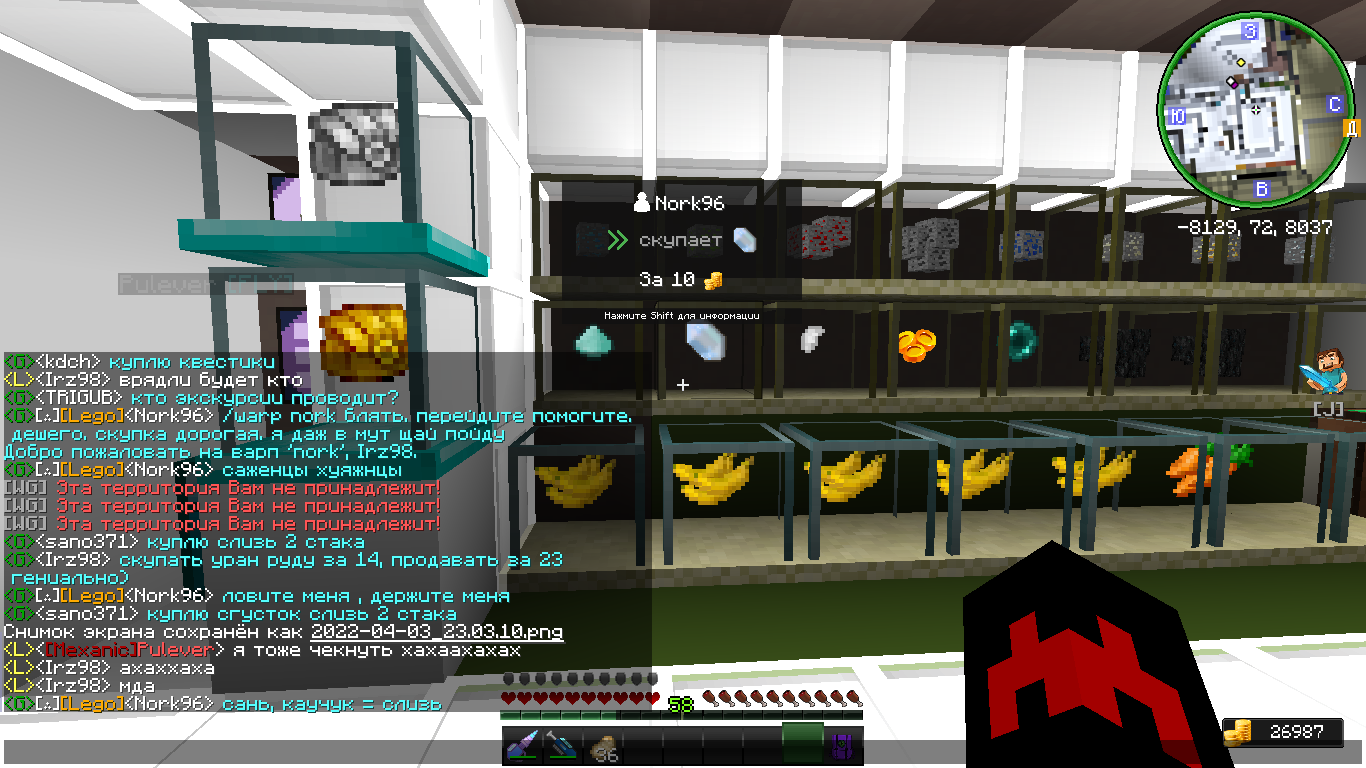 З
С
Ю
Д
В
-8129, 72, 8037
Nork96
скупает
За 10
Нажмите Shift для информации
Pulever [FLY]
[J]
<G><kdch> куплю квестики
<L><Irz98> врядли будет кто
<G><TRIGUB> кто экскурсии проводит?
<G>[.:][Lego]<Nork96> /warp nork блять, перейдите помогите,
дешего, скупка дорогая, я даж в мут щай пойду
Добро пожаловать на варп 'nork', Irz98.
<G>[.:][Lego]<Nork96> саженцы хуяжнцы
[WG] Эта территория Вам не принадлежит!
[WG] Эта территория Вам не принадлежит!
[WG] Эта территория Вам не принадлежит!
<G><sano371> куплю слизь 2 стака
<G><Irz98> скупать уран руду за 14, продавать за 23
гениально)
<G>[.:][Lego]<Nork96> ловите меня , держите меня
<G><sano371> куплю сгусток слизь 2 стака
Снимок экрана сохранён как 2022-04-03_23.03.10.png
<L><[Mexanic]Pulever> я тоже чекнуть хахаахахах
<L><Irz98> ахаххаха
<L><Irz98> мда
<G>[.:][Lego]<Nork96> сань, каучук = слизь
58
36
26987